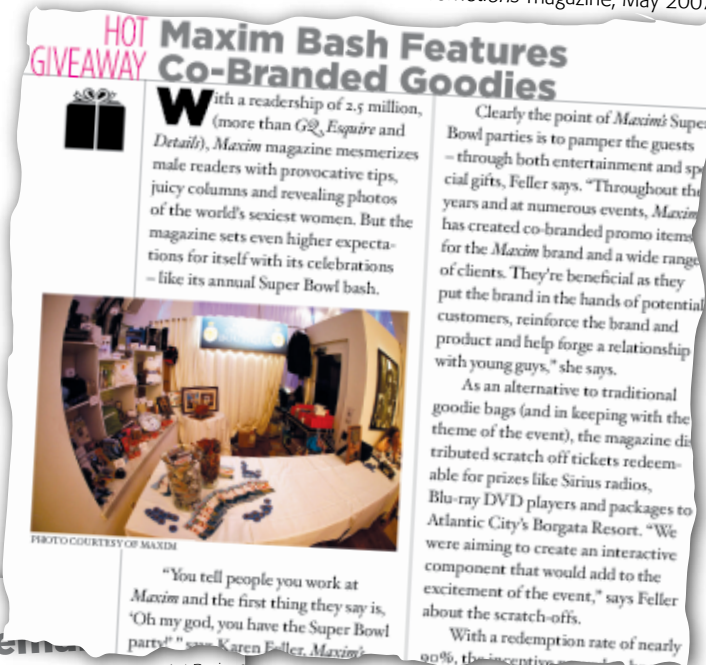 magazine, May 2007
HOT
GIVEAWAY
Maxim Bash Features
Co-Branded Goodies
With a readership of 2.5 million,
(more than GQ, Esquire and
Details), Maxim magazine mesmerizes
male readers with provocative tips,
juicy columns and revealing photos
of the world's sexiest women. But the
magazine sets even higher expecta-
tions for itself with its celebrations
– like its annual Super Bowl bash.
PHOTO COURTESY OF MAXIM
"You tell people you work at
Maxim and the first thing they say is,
'Oh my god, you have the Super Bowl
party!'" says Karen Feller, Maxim's
Clearly the point of Maxim's Super
Bowl parties is to pamper the guests
– through both entertainment and spe
cial gifts, Feller says. "Throughout the
years and at numerous events, Maxim
has created co-branded promo items
for the Maxim brand and a wide range
of clients. They're beneficial as they
put the brand in the hands of potential
customers, reinforce the brand and
product and help forge a relationship
with young guys," she says.
As an alternative to traditional
goodie bags (and in keeping with the
theme of the event), the magazine di
tributed scratch off tickets redeem-
able for prizes like Sirius radios,
Blu-ray DVD players and packages to
Atlantic City's Borgata Resort. "We
were aiming to create an interactive
component that would add to the
excitement of the event," says Feller
about the scratch-offs.
With a redemption rate of nearly
90%, the incentive